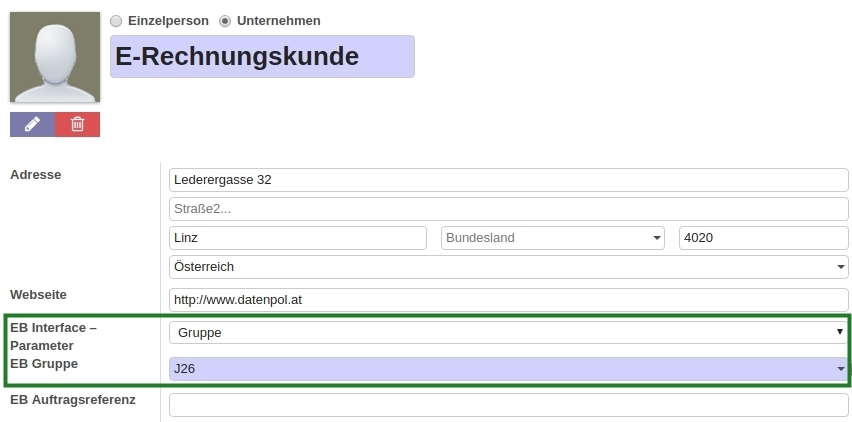 Einzelperson Unternehmen
E-Rechnungskunde
Adresse Lederergasse 32
Straße2...
Linz Bundesland 4020
Österreich
Webseite http://www.datenpol.at
EB Interface – Gruppe
Parameter
EB Gruppe J26
EB Auftragsreferenz